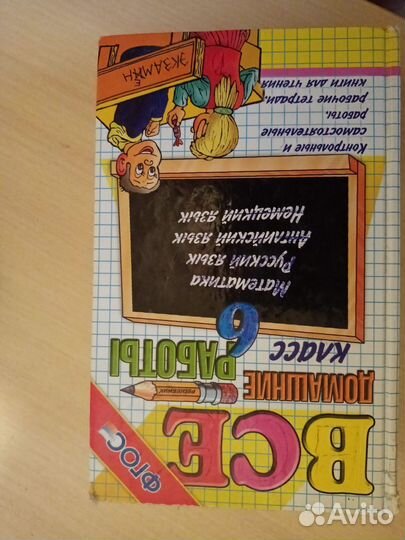 ВСЕ
ФГОС
ДОМАШНИЕ
РАБОТЫ
КЛАСС 6
Математика
Русский язык
Английский язык
Немецкий язык
Контрольные и
самостоятельные
работы,
рабочие тетради,
книги для чтения
ЭКЗАМЕН
Avito